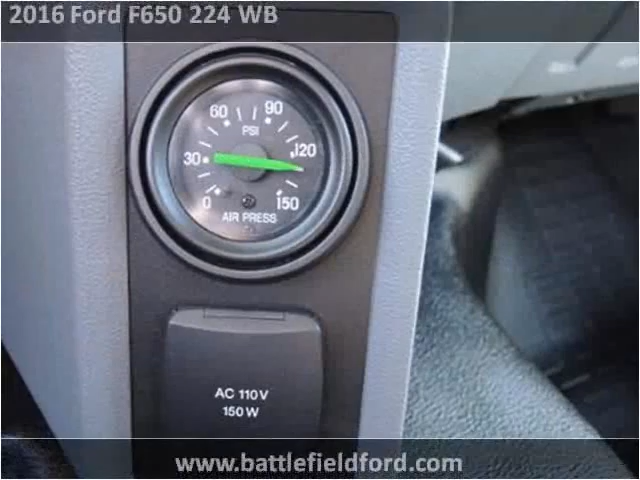 2016 Ford F650 224 WB
60
90
PSI
30
120
0
150
AIR PRESS
AC 110V
150W
www.battlefieldford.com